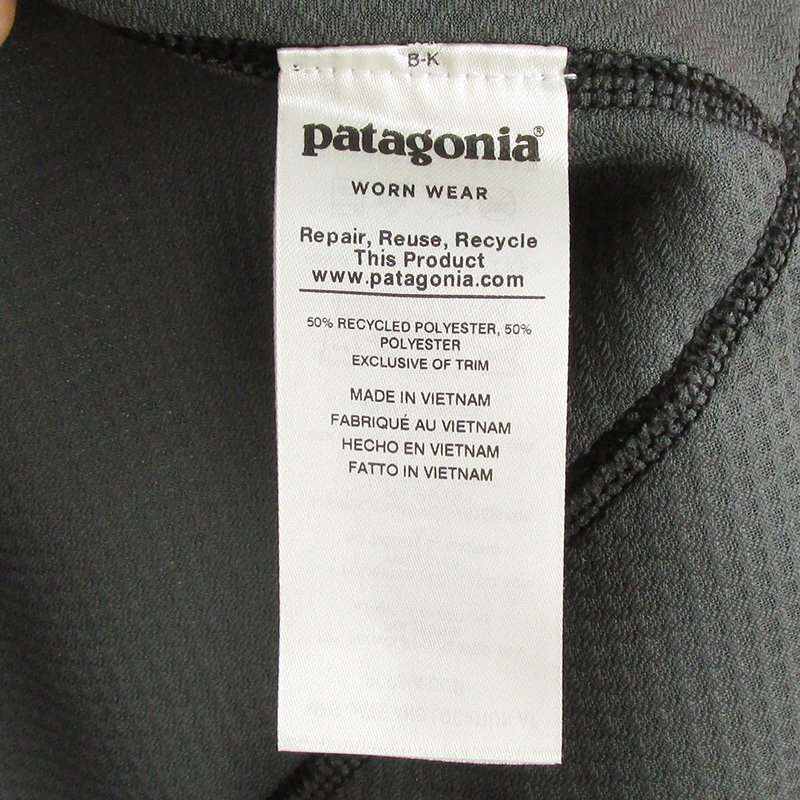 B-K
patagonia®
WORN WEAR
Repair, Reuse, Recycle
This Product
www.patagonia.com
50% RECYCLED POLYESTER, 50%
POLYESTER
EXCLUSIVE OF TRIM
MADE IN VIETNAM
FABRIQUÉ AU VIETNAM
HECHO EN VIETNAM
FATTO IN VIETNAM